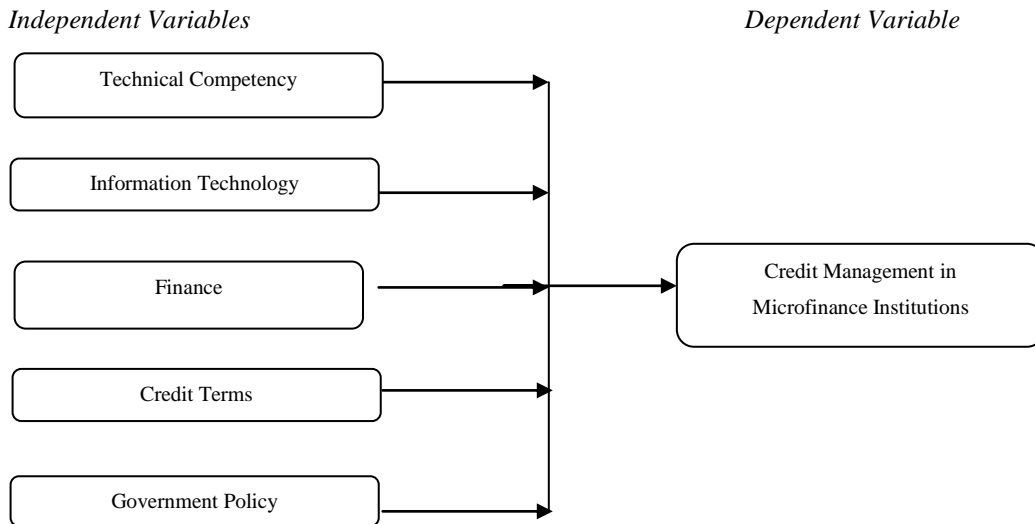 Independent Variables
Dependent Variable
Technical Competency
Information Technology
Finance
Credit Management in
Microfinance Institutions
Credit Terms
Government Policy